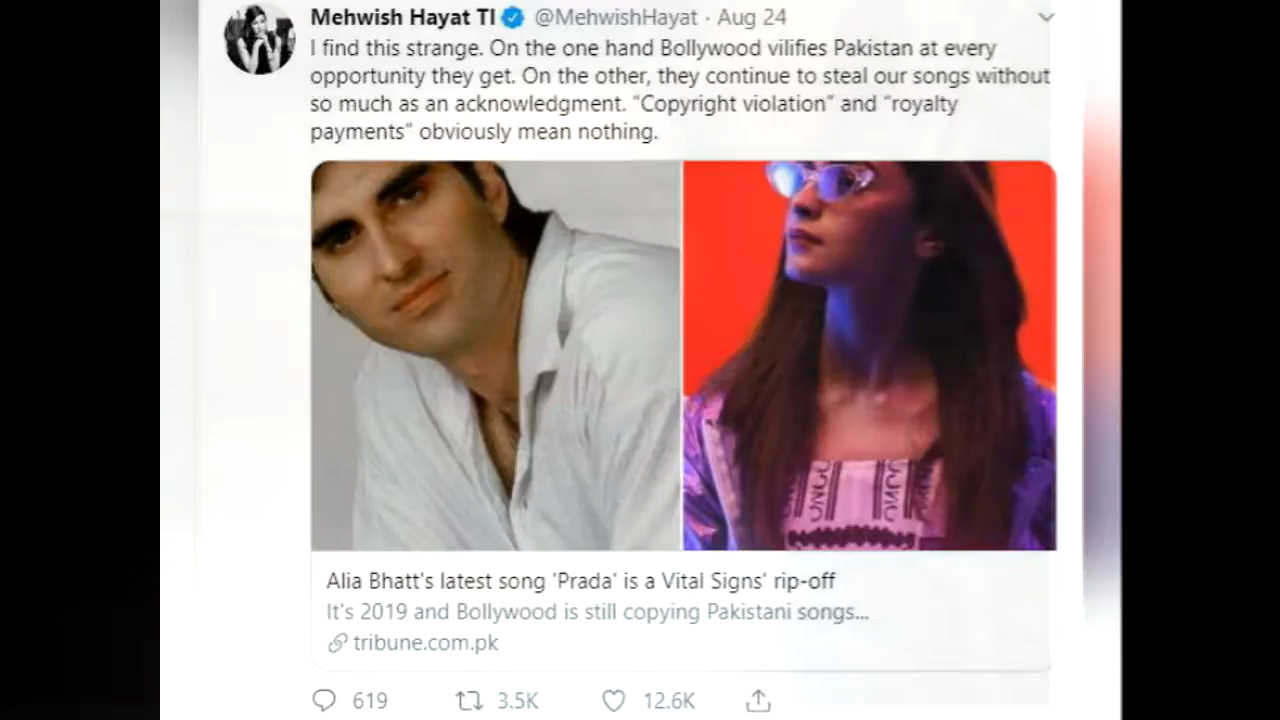 Mehwish Hayat TI @MehwishHayat · Aug 24
I find this strange. On the one hand Bollywood vilifies Pakistan at every
opportunity they get. On the other, they continue to steal our songs without
so much as an acknowledgment. “Copyright violation” and “royalty
payments” obviously mean nothing.
Alia Bhatt's latest song 'Prada' is a Vital Signs' rip-off
It's 2019 and Bollywood is still copying Pakistani songs...
tribune.com.pk
619 3.5K 12.6K